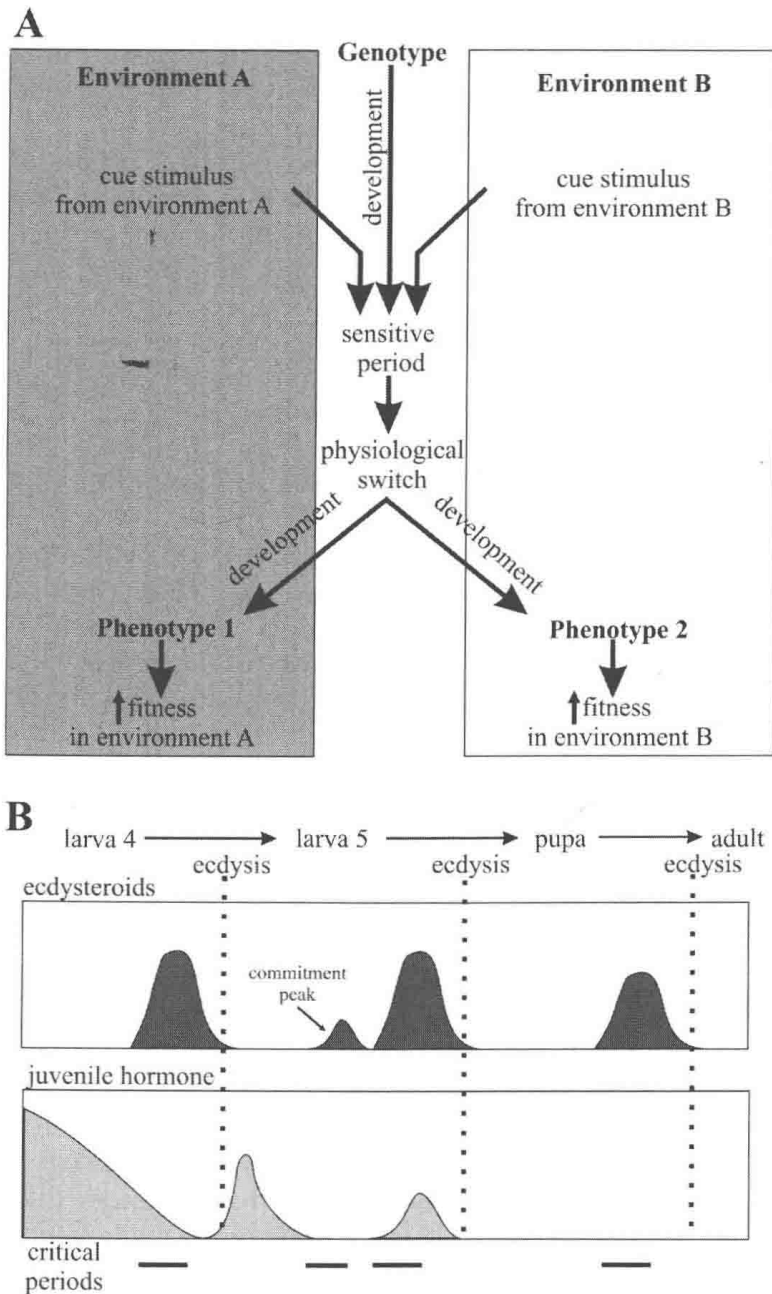 A
Genotype
Environment A
Environment B
development
cue stimulus
from environment A
cue stimulus
from environment B
sensitive
period
physiological
switch
development
development
Phenotype 1
Phenotype 2
fitness
in environment A
fitness
in environment B
B
larva 4
larva 5
pupa
adult
ecdysis
ecdysis
ecdysis
ecdysteroids
commitment
peak
juvenile hormone
critical
periods